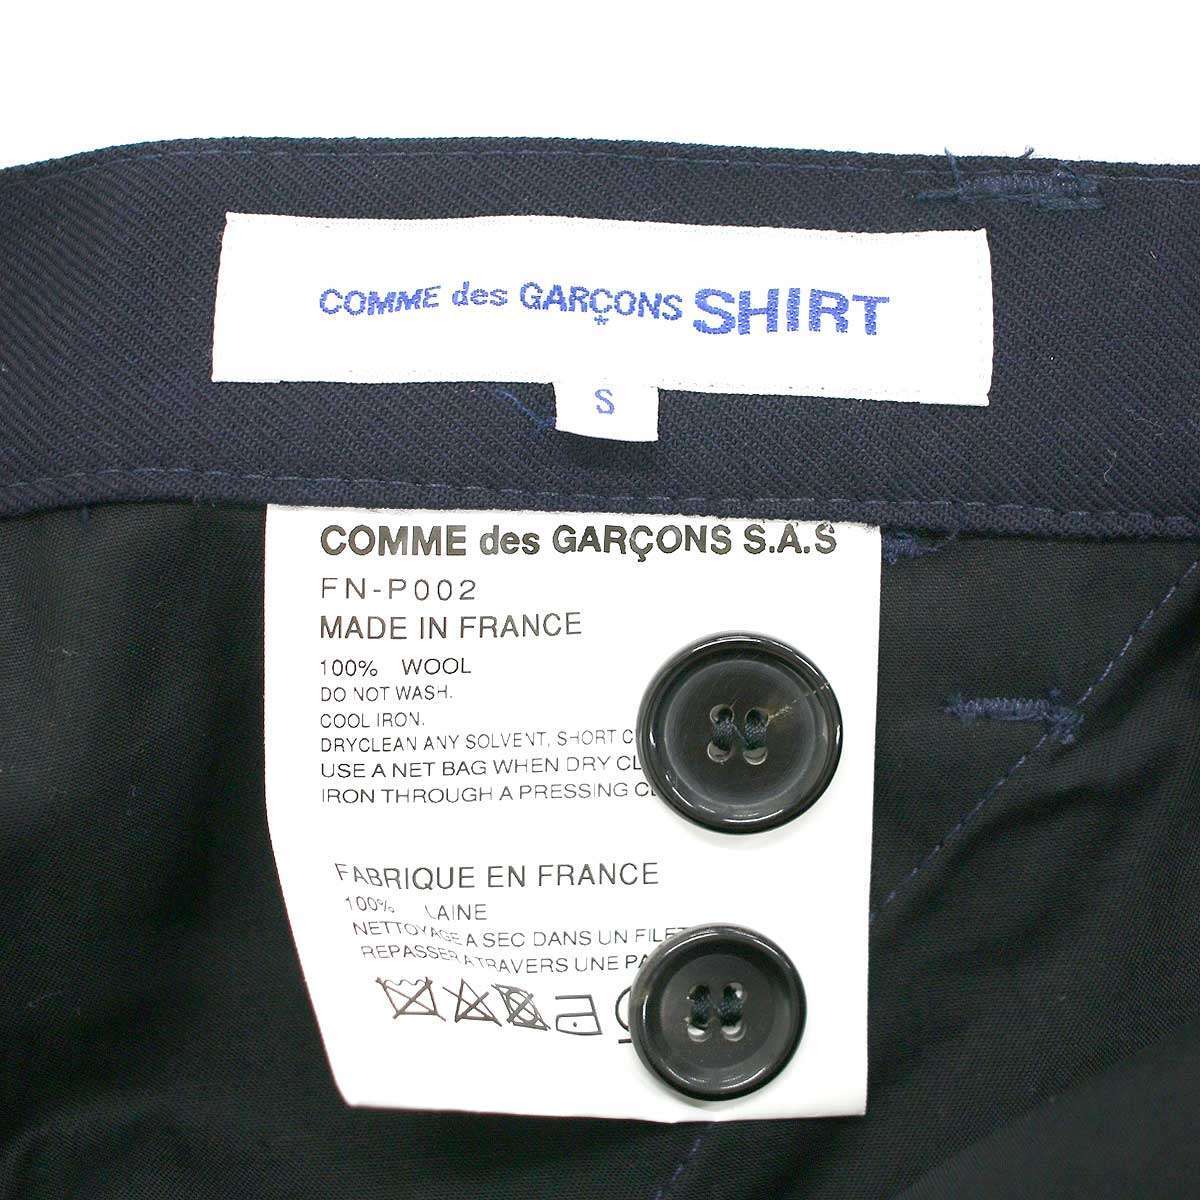 COMME des GARÇONS SHIRT
S
COMME des GARÇONS S.A.S
FN-P002
MADE IN FRANCE
100% WOOL
DO NOT WASH.
COOL IRON.
DRYCLEAN ANY SOLVENT, SHORT
USE A NET BAG WHEN DRY
IRON THROUGH A PRESSING
FABRIQUE EN FRANCE
100% LAINE
NETTOYAGE A SEC DANS UN FILET
REPASSER A TRAVERS UNE